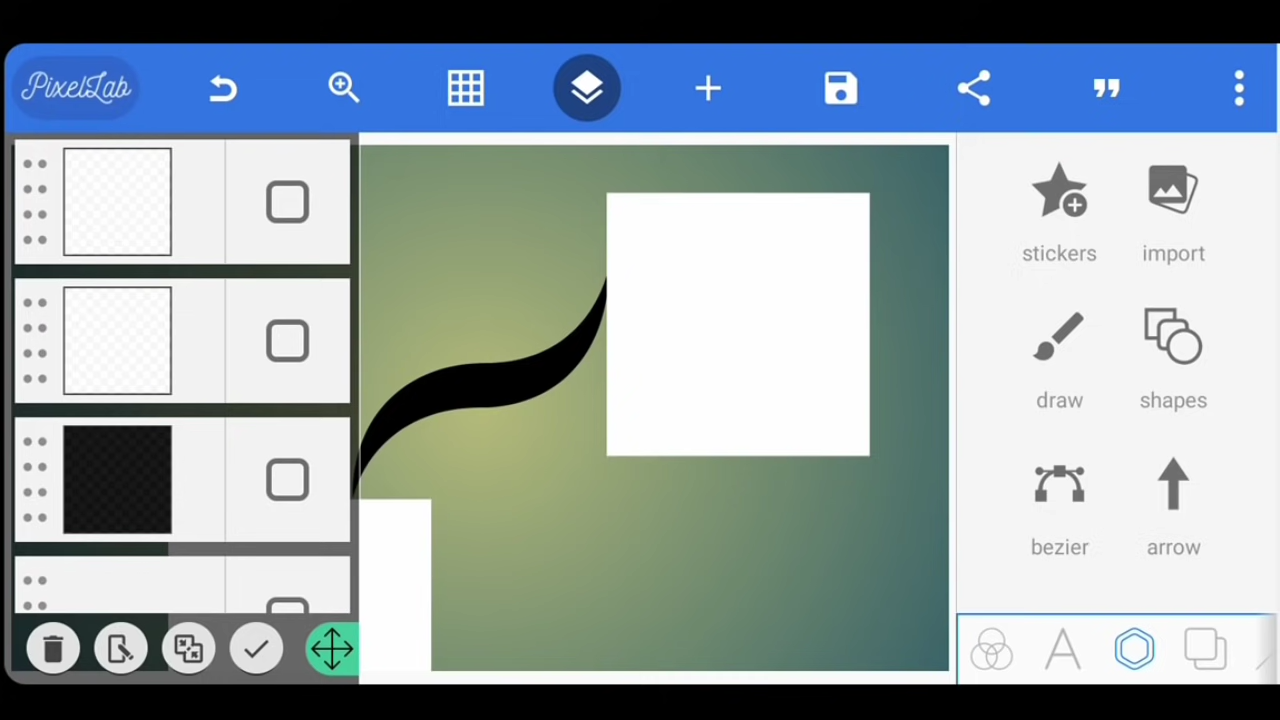 PixelLab
stickers
import
draw
shapes
bezier
arrow